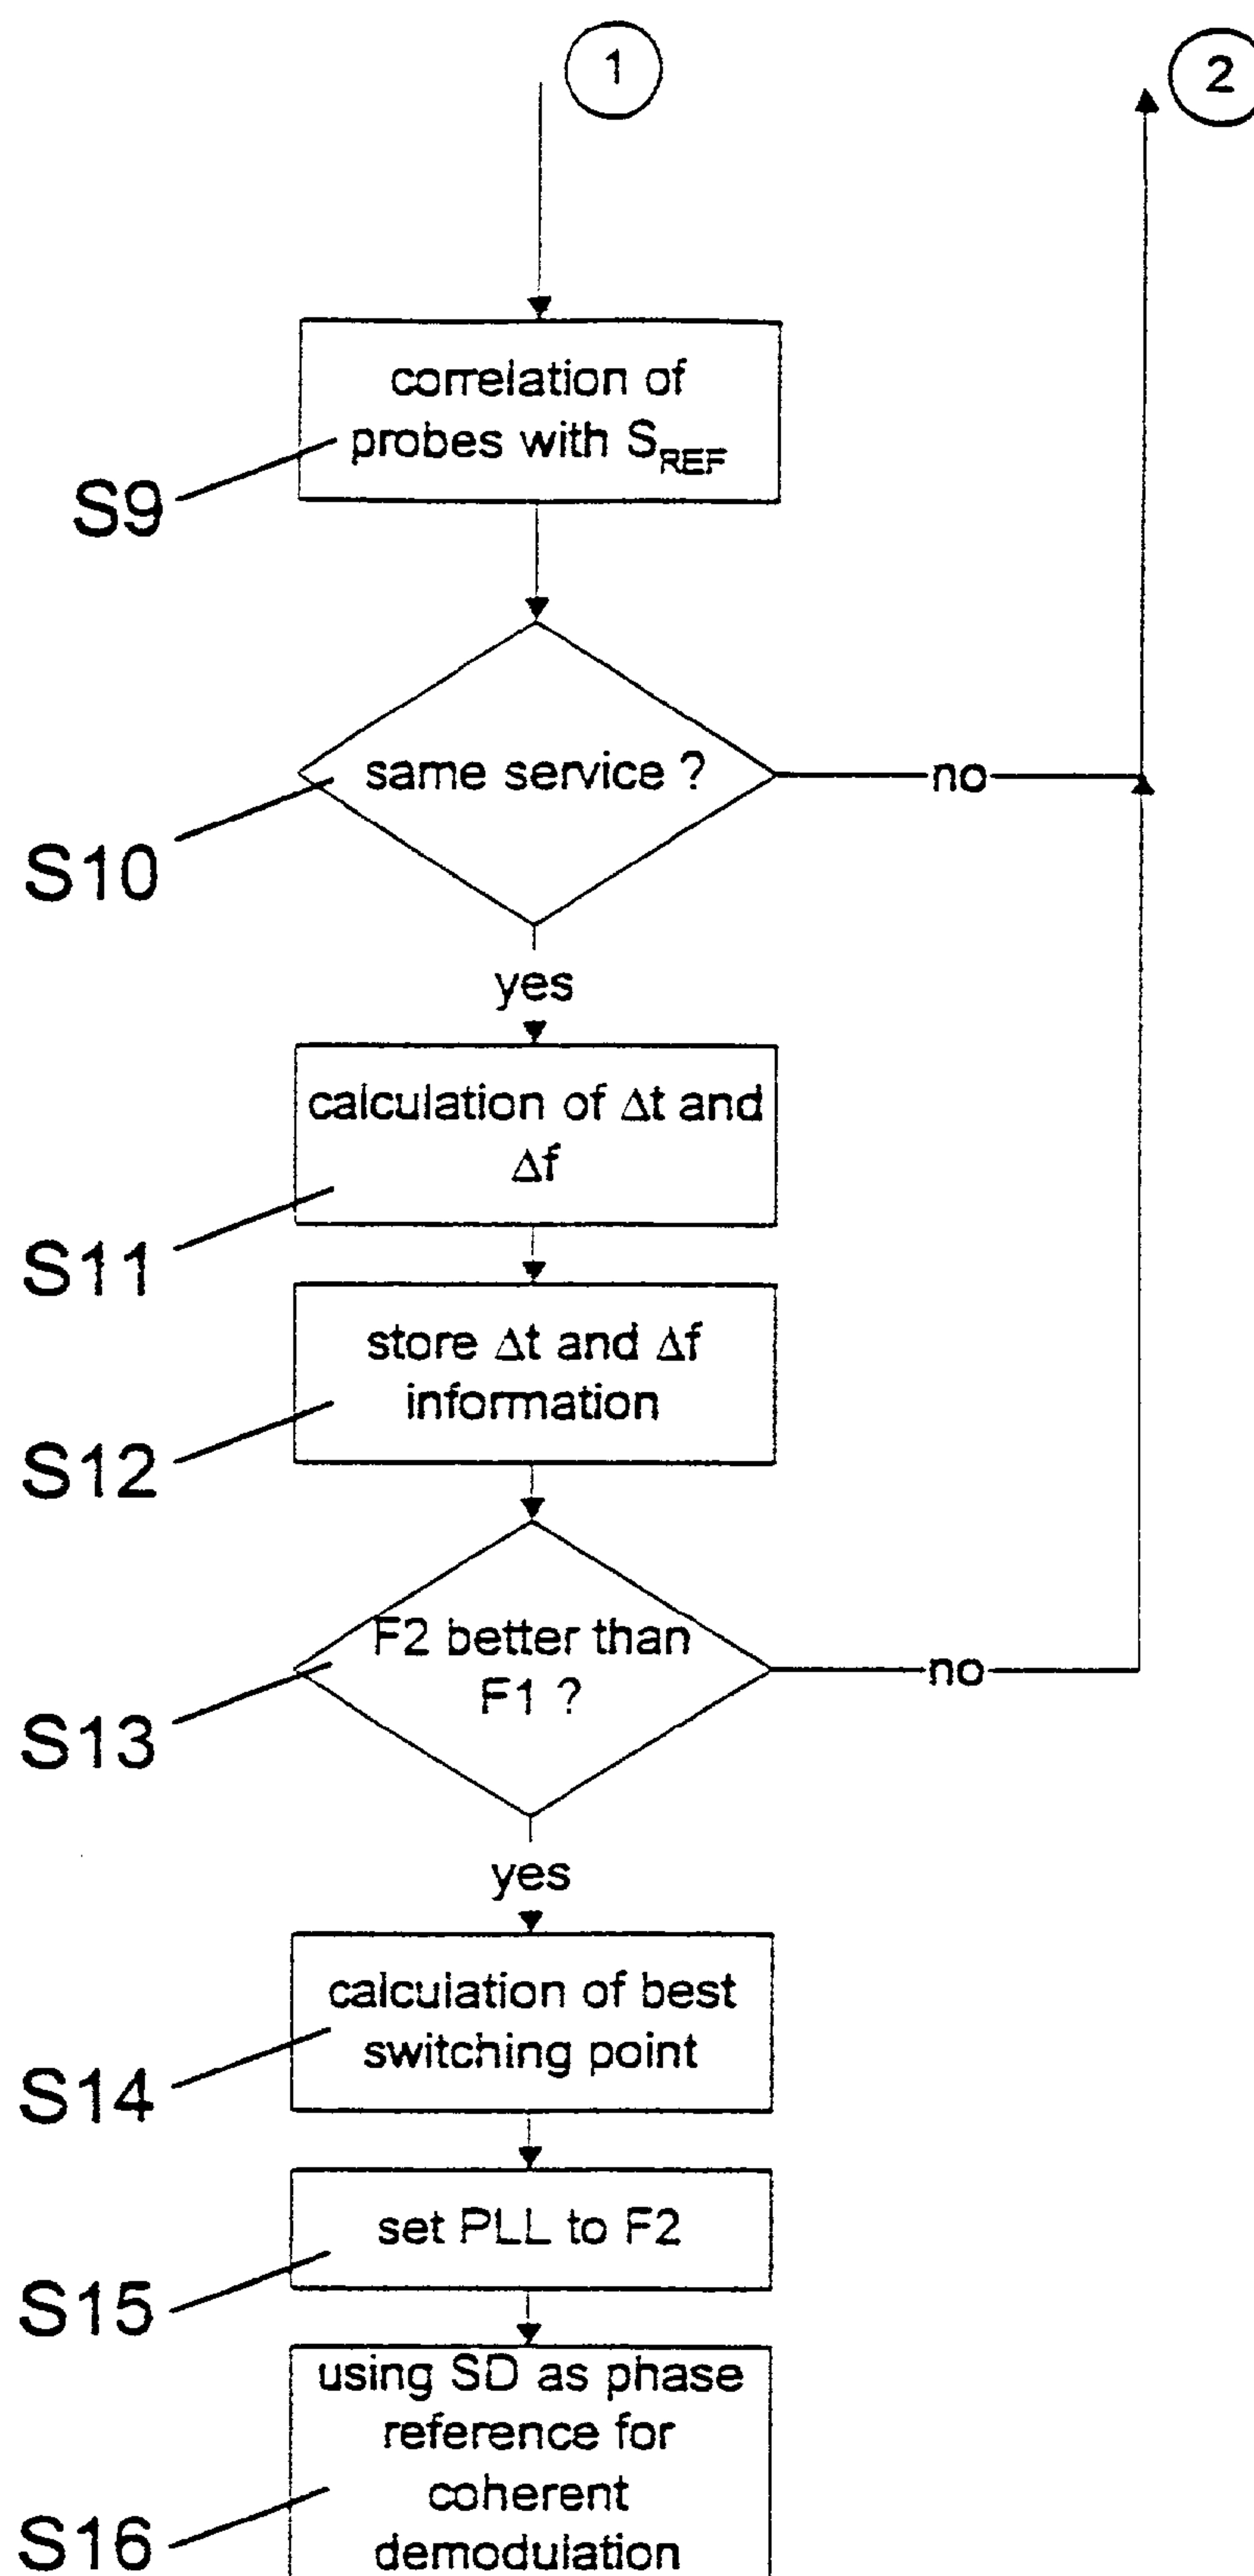 1
2
correlation of
probes with S_REF
S9
same service ?
no
S10
yes
calculation of Δt and
Δf
S11
store Δt and Δf
information
S12
F2 better than
F1 ?
no
S13
yes
calculation of best
switching point
S14
set PLL to F2
S15
using SD as phase
reference for
coherent
demodulation
S16